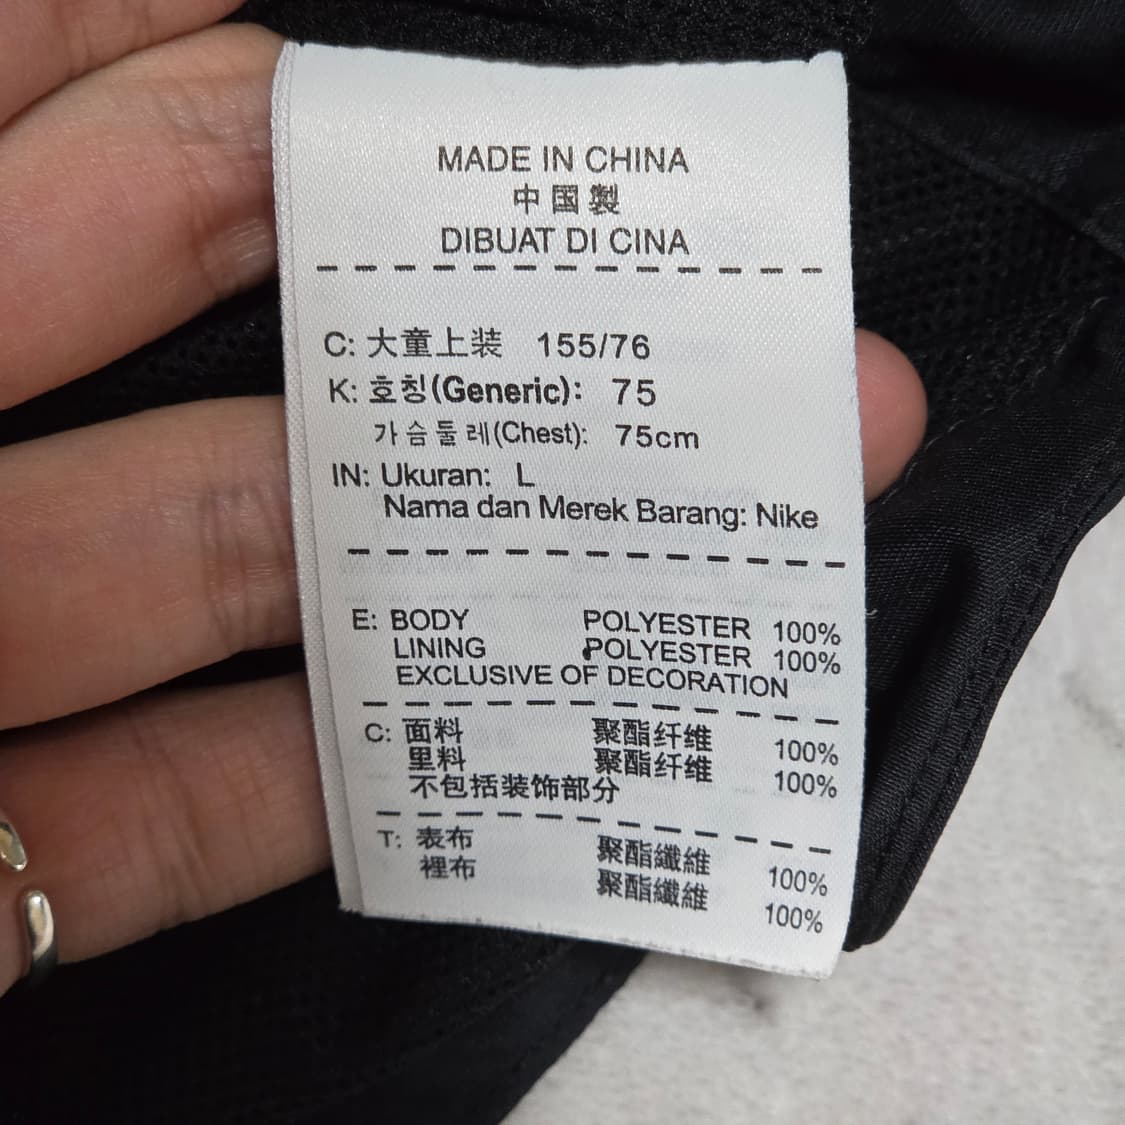 MADE IN CHINA
中国製
DIBUAT DI CINA
C: 大童上装 155/76
K: 호칭(Generic): 75
가슴둘레(Chest): 75cm
IN: Ukuran: L
Nama dan Merek Barang: Nike
E: BODY POLYESTER 100%
LINING POLYESTER 100%
EXCLUSIVE OF DECORATION
C: 面料 聚酯纤维 100%
里料 聚酯纤维 100%
不包括装饰部分
T: 表布 聚酯纖維 100%
裡布 聚酯纖維 100%